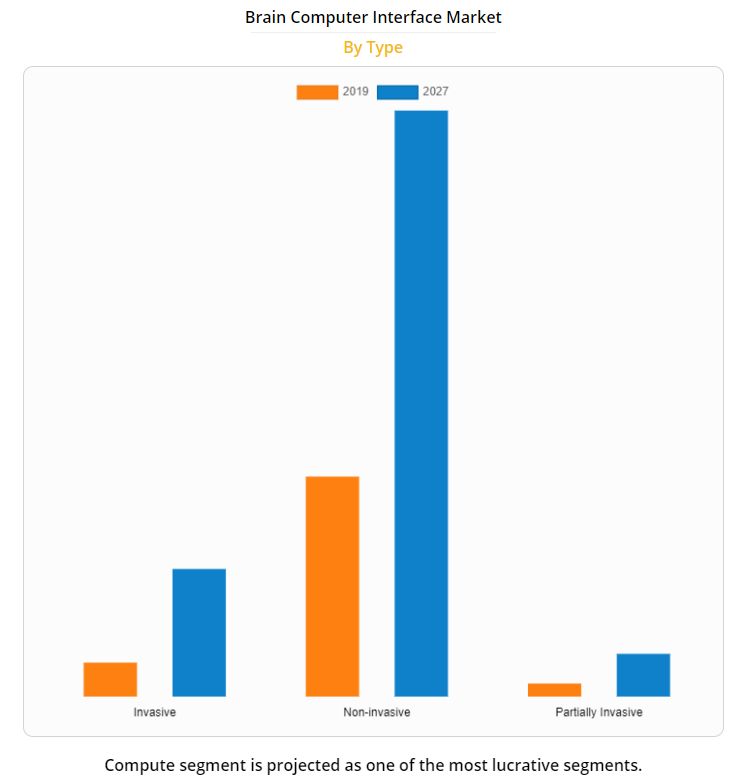 Brain Computer Interface Market
By Type
2019 2027
Invasive Non-invasive Partially Invasive
Compute segment is projected as one of the most lucrative segments.